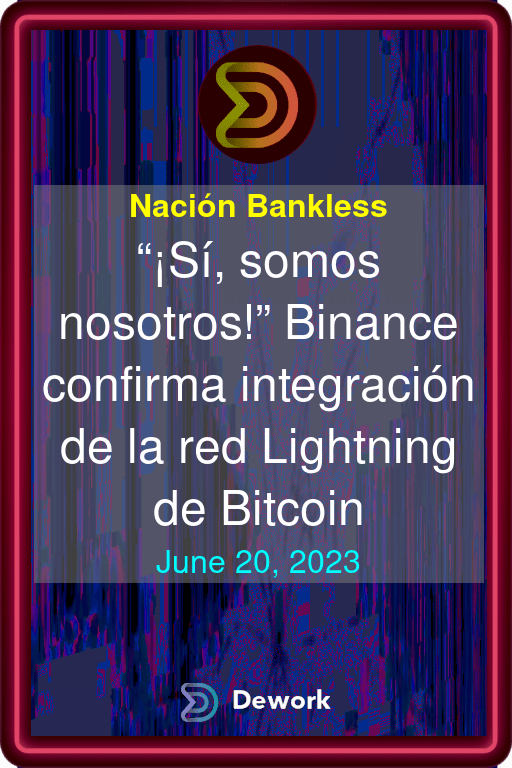 Nación Bankless
“¡Sí, somos
nosotros!” Binance
confirma integración
de la red Lightning
de Bitcoin
June 20, 2023
Dework